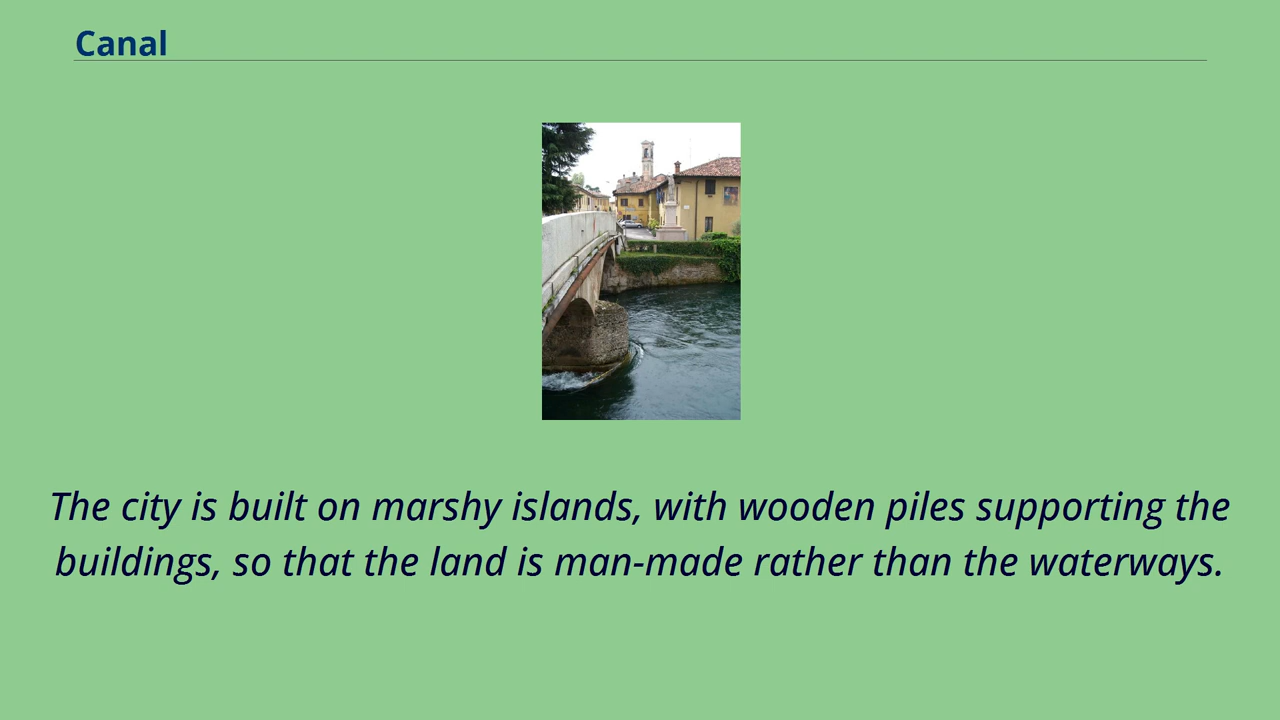 Canal
The city is built on marshy islands, with wooden piles supporting the
buildings, so that the land is man-made rather than the waterways.